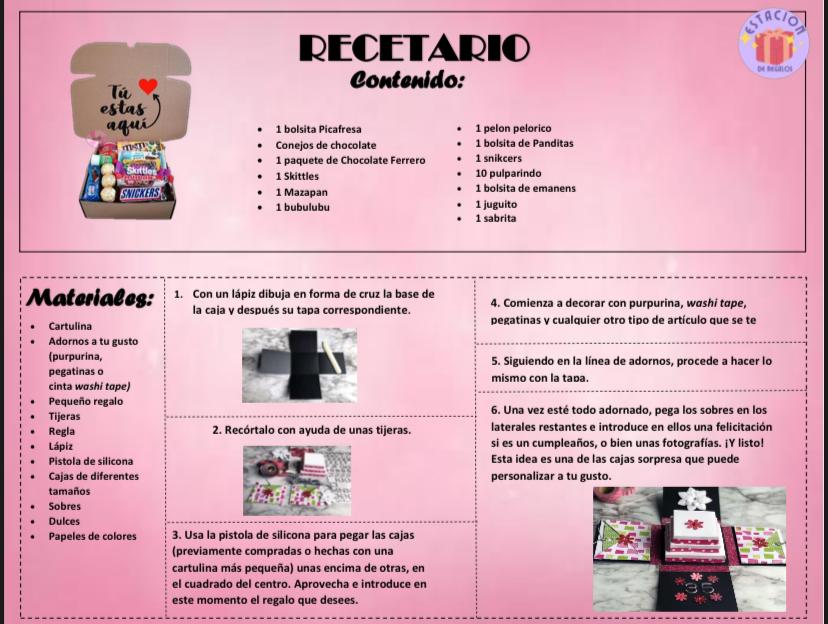 RECETARIO
Contenido:
ESTACION
DE REGALOS
Tú
estas
aquí
m&m's
Skittles
SNICKERS
• 1 bolsita Picafresa
• Conejos de chocolate
• 1 paquete de Chocolate Ferrero
• 1 Skittles
• 1 Mazapan
• 1 bubulubu
• 1 pelon pelorico
• 1 bolsita de Panditas
• 1 snikcers
• 10 pulparindo
• 1 bolsita de emanens
• 1 juguito
• 1 sabrita
Materiales:
• Cartulina
• Adornos a tu gusto
(purpurina,
pegatinas o
cinta washi tape)
• Pequeño regalo
• Tijeras
• Regla
• Lápiz
• Pistola de silicona
• Cajas de diferentes
tamaños
• Sobres
• Dulces
• Papeles de colores
1. Con un lápiz dibuja en forma de cruz la base de
la caja y después su tapa correspondiente.
2. Recórtalo con ayuda de unas tijeras.
3. Usa la pistola de silicona para pegar las cajas
(previamente compradas o hechas con una
cartulina más pequeña) unas encima de otras, en
el cuadrado del centro. Aprovecha e introduce en
este momento el regalo que desees.
4. Comienza a decorar con purpurina, washi tape,
pegatinas y cualquier otro tipo de artículo que se te
5. Siguiendo en la línea de adornos, procede a hacer lo
mismo con la tapa.
6. Una vez esté todo adornado, pega los sobres en los
laterales restantes e introduce en ellos una felicitación
si es un cumpleaños, o bien unas fotografías. ¡Y listo!
Esta idea es una de las cajas sorpresa que puede
personalizar a tu gusto.
35